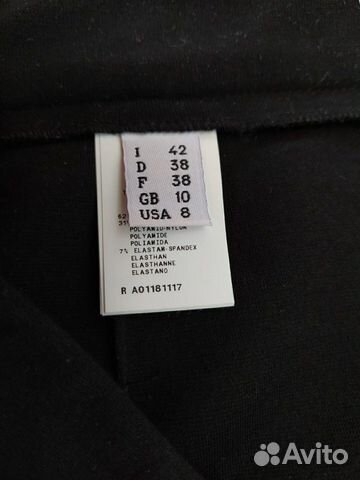 I 42
D 38
F 38
GB 10
USA 8
POLYAMID-NYLON
POLYAMIDE
POLIAMIDA
7% ELASTAM-SPANDEX
ELASTHAN
ELASTHANNE
ELASTANO
R A01181117
Avito